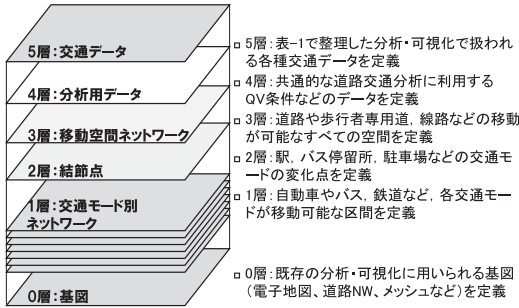 5層:交通データ
4層:分析用データ
3層:移動空間ネットワーク
2層:結節点
1層:交通モード別
ネットワーク
0層:基図
5層:表-1で整理した分析・可視化で扱われ
る各種交通データを定義
4層:共通的な道路交通分析に利用する
QV条件などのデータを定義
3層:道路や歩行者専用道,線路などの移動
が可能なすべての空間を定義
2層:駅,バス停留所,駐車場などの交通モ
ードの変化点を定義
1層:自動車やバス,鉄道など,各交通モー
ドが移動可能な区間を定義
0層:既存の分析・可視化に用いられる基図
(電子地図、道路NW、メッシュなど)を定義